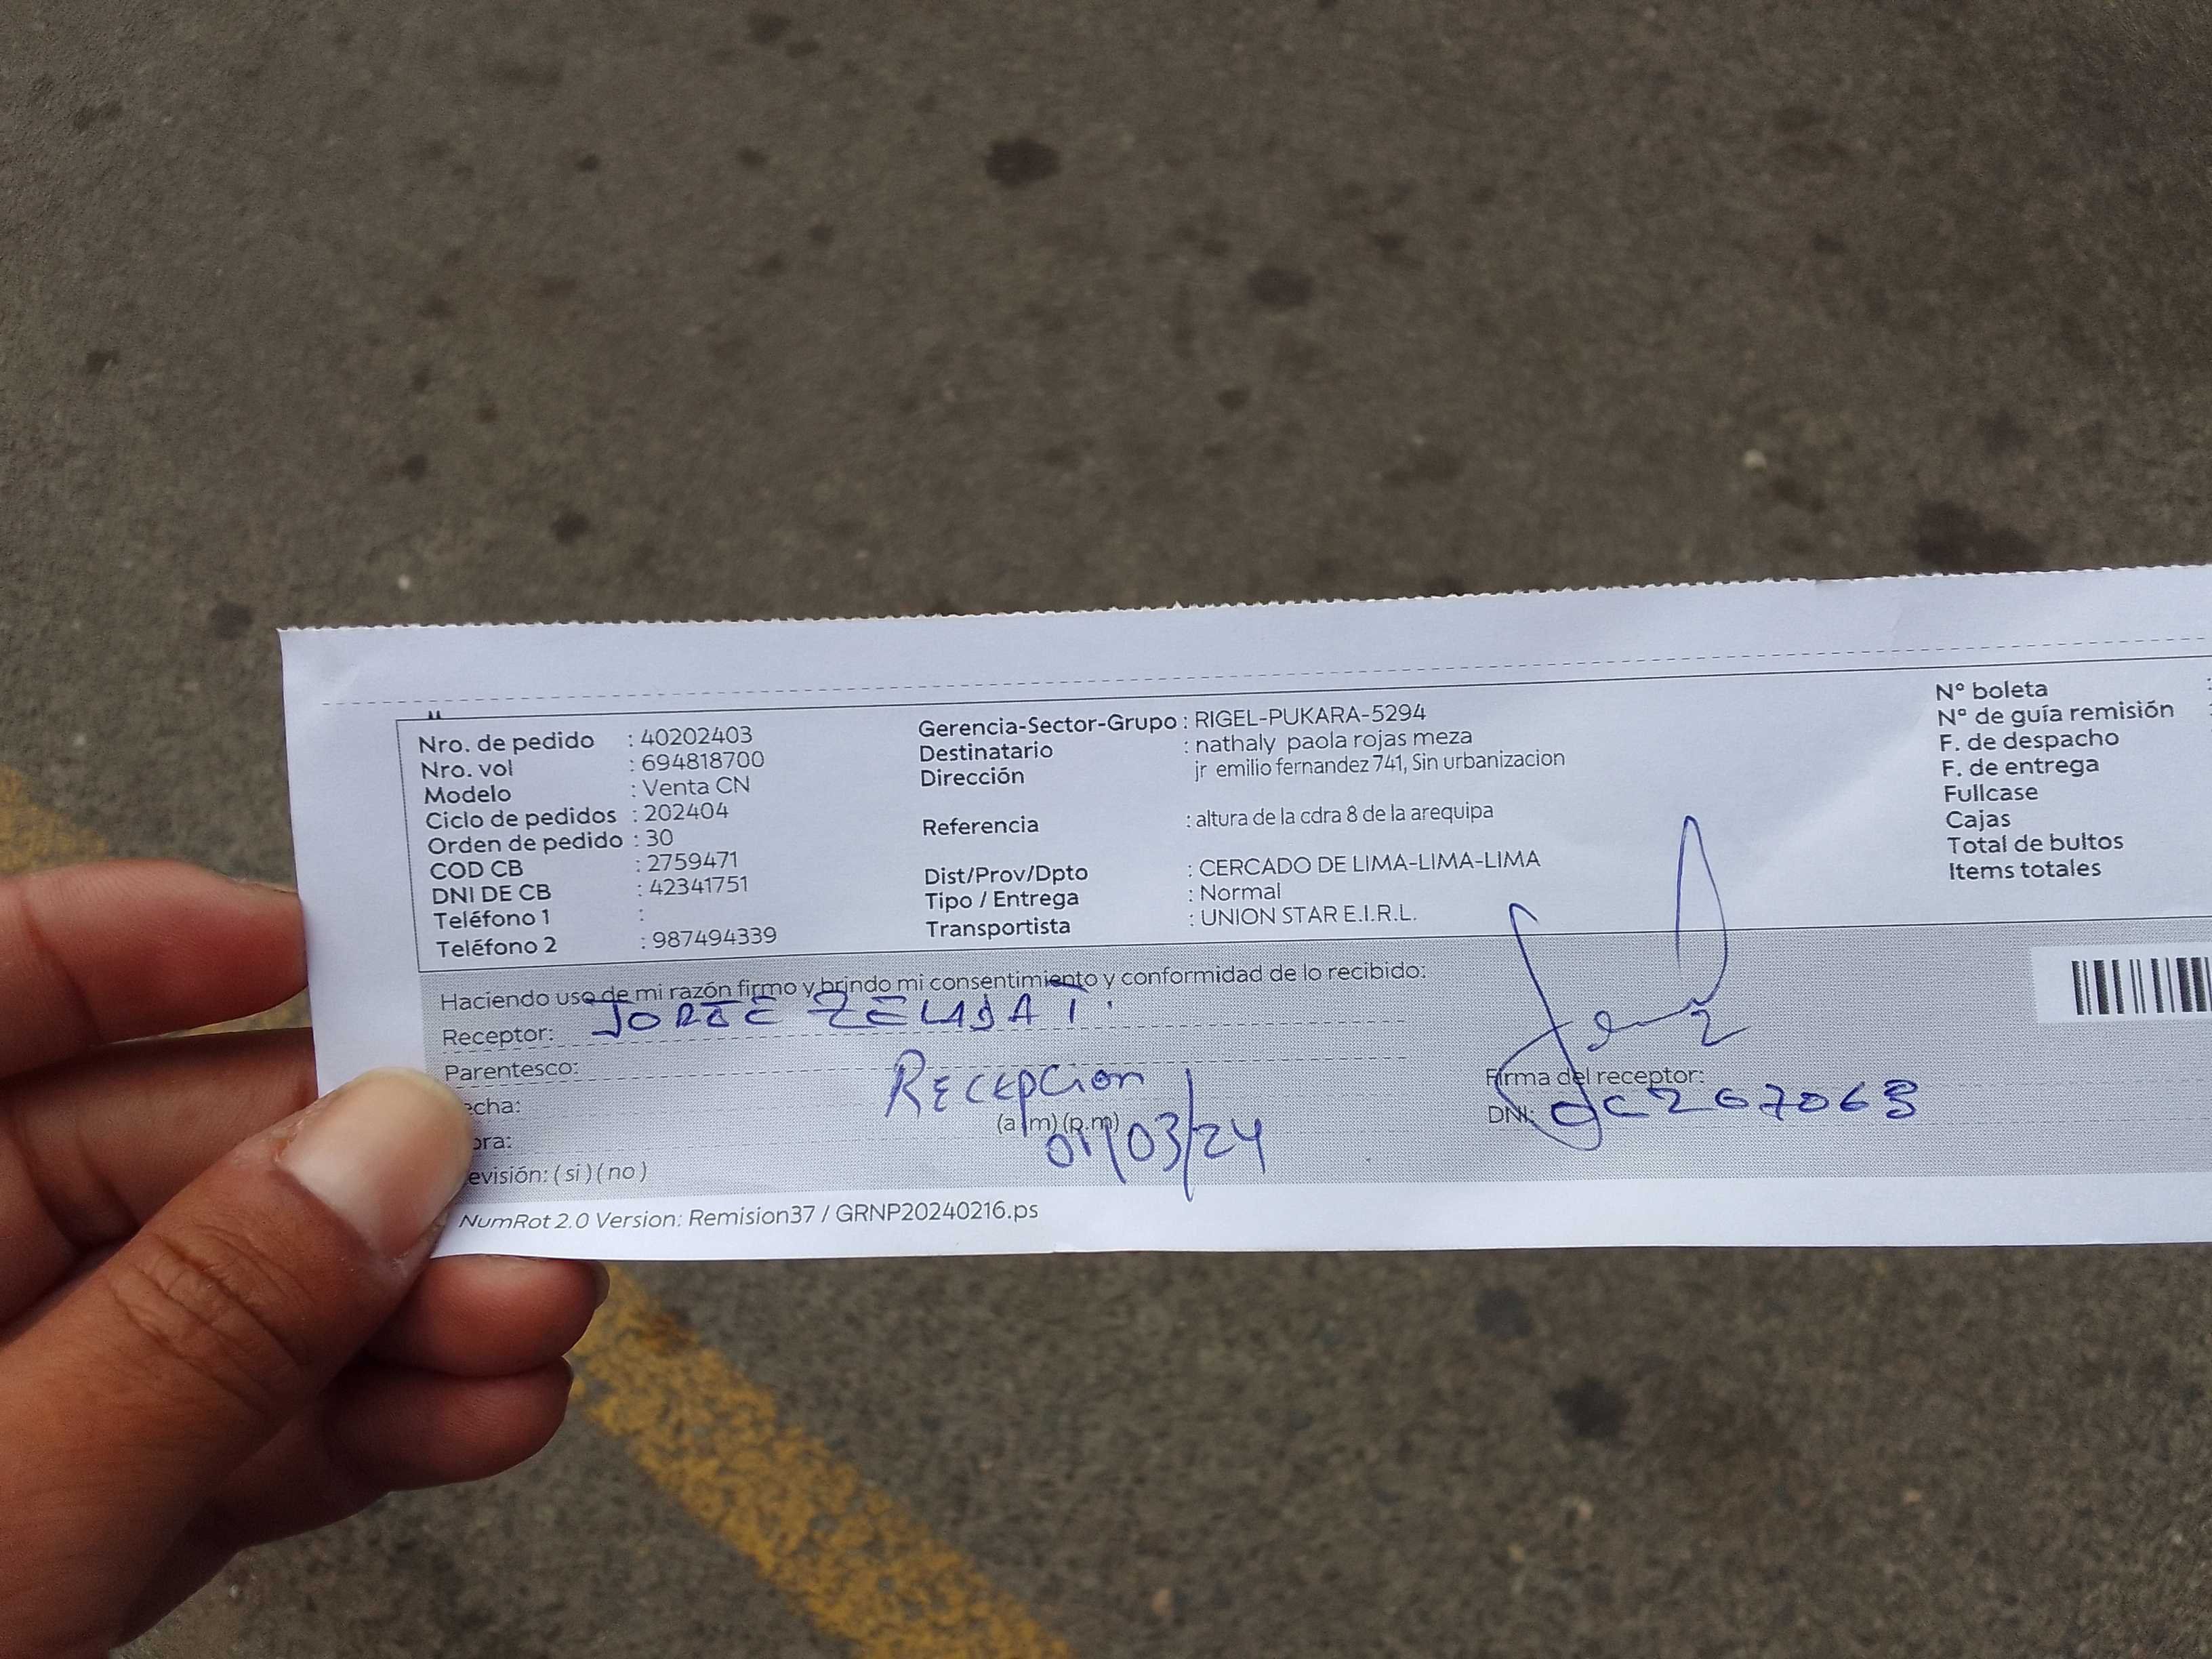 Nro. de pedido : 40202403
Nro. vol : 694818700
Modelo : Venta CN
Ciclo de pedidos : 202404
Orden de pedido : 30
COD CB : 2759471
DNI DE CB : 42341751
Teléfono 1 :
Teléfono 2 : 987494339
Gerencia-Sector-Grupo : RIGEL-PUKARA-5294
Destinatario : nathaly paola rojas meza
Dirección jr emilio fernandez 741, Sin urbanizacion
Referencia : altura de la cdra 8 de la arequipa
Dist/Prov/Dpto : CERCADO DE LIMA-LIMA-LIMA
Tipo / Entrega : Normal
Transportista : UNION STAR E.I.R.L.
N° boleta :
N° de guía remisión :
F. de despacho
F. de entrega
Fullcase
Cajas
Total de bultos
Items totales
Haciendo uso de mi razón firmo y brindo mi consentimiento y conformidad de lo recibido:
Receptor: JORGE
Parentesco:
RECEPCION
echa:
(a.m) (p.m)
ora:
01/03/24
evisión: ( si ) ( no )
Firma del receptor:
DNI:
NumRot 2.0 Version: Remision37 / GRNP20240216.ps